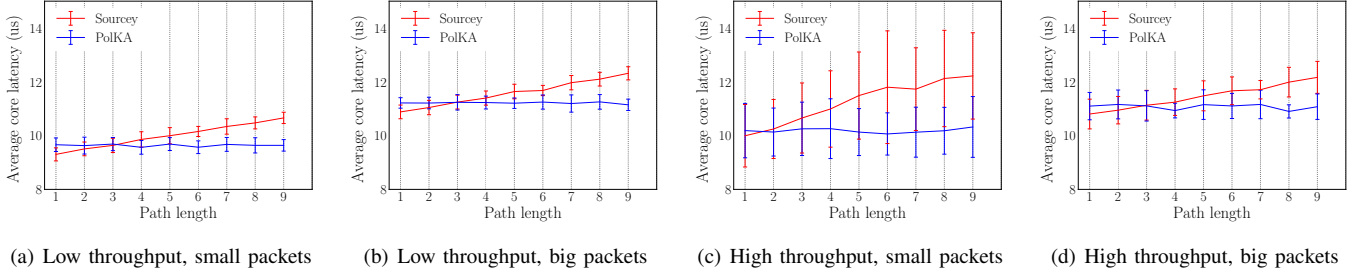 Average core latency (us)
14
12
10
8
Sourcey
PolKA
1 2 3 4 5 6 7 8 9
Path length
(a) Low throughput, small packets
Average core latency (us)
14
12
10
8
Sourcey
PolKA
1 2 3 4 5 6 7 8 9
Path length
(b) Low throughput, big packets
Average core latency (us)
14
12
10
8
Sourcey
PolKA
1 2 3 4 5 6 7 8 9
Path length
(c) High throughput, small packets
Average core latency (us)
14
12
10
8
Sourcey
PolKA
1 2 3 4 5 6 7 8 9
Path length
(d) High throughput, big packets